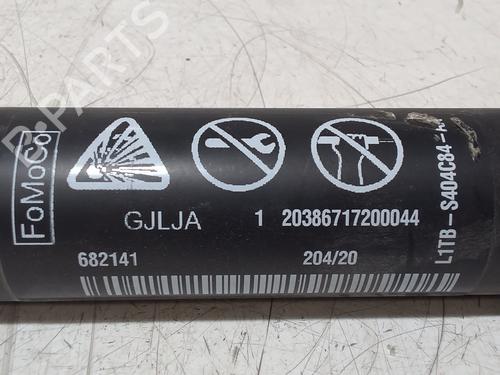 FoMoCo
GJLJA 1 20386717200044
682141 204/20
L1TB-S404C84-A
B-PARTS